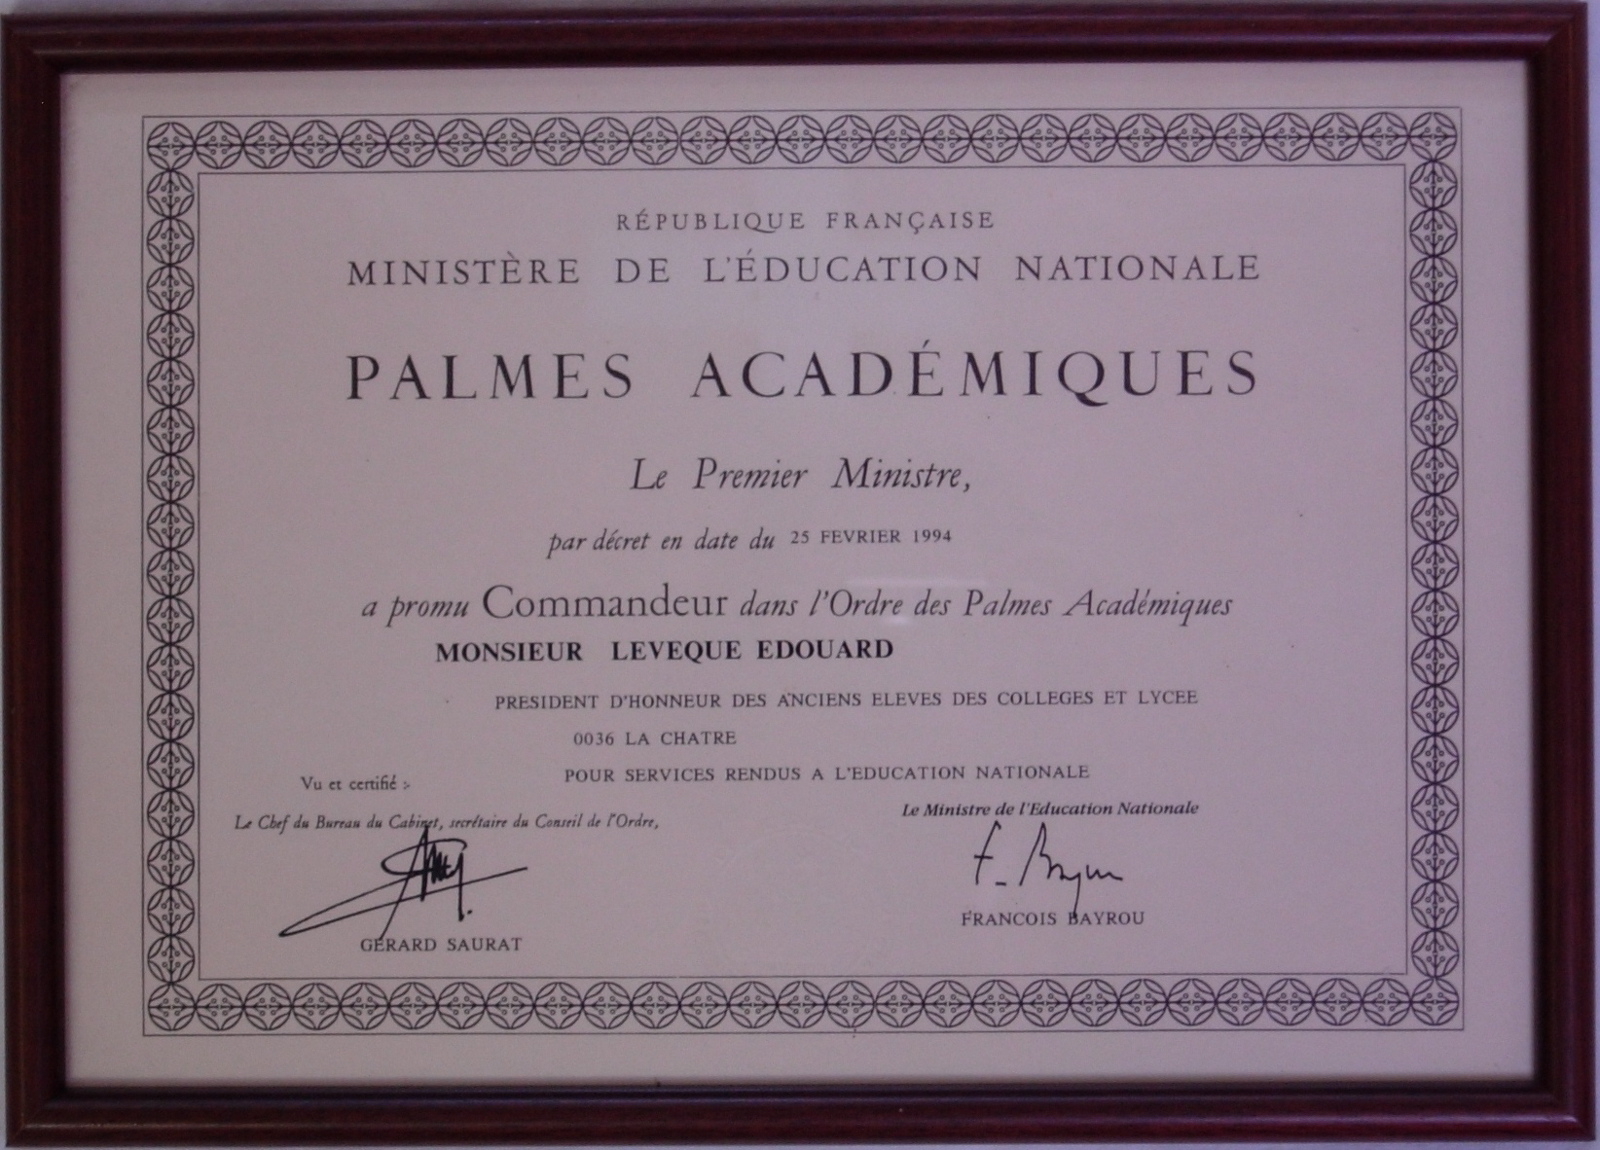 RÉPUBLIQUE FRANÇAISE
MINISTÈRE DE L'ÉDUCATION NATIONALE
PALMES ACADÉMIQUES
Le Premier Ministre,
par décret en date du 25 FEVRIER 1994
a promu Commandeur dans l'Ordre des Palmes Académiques
MONSIEUR LEVEQUE EDOUARD
PRESIDENT D'HONNEUR DES ANCIENS ELEVES DES COLLEGES ET LYCEE
0036 LA CHATRE
POUR SERVICES RENDUS A L'EDUCATION NATIONALE
Vu et certifié :
Le Chef du Bureau du Cabinet, secrétaire du Conseil de l'Ordre,
GÉRARD SAURAT
Le Ministre de l'Education Nationale
F. Bayrou
FRANCOIS BAYROU